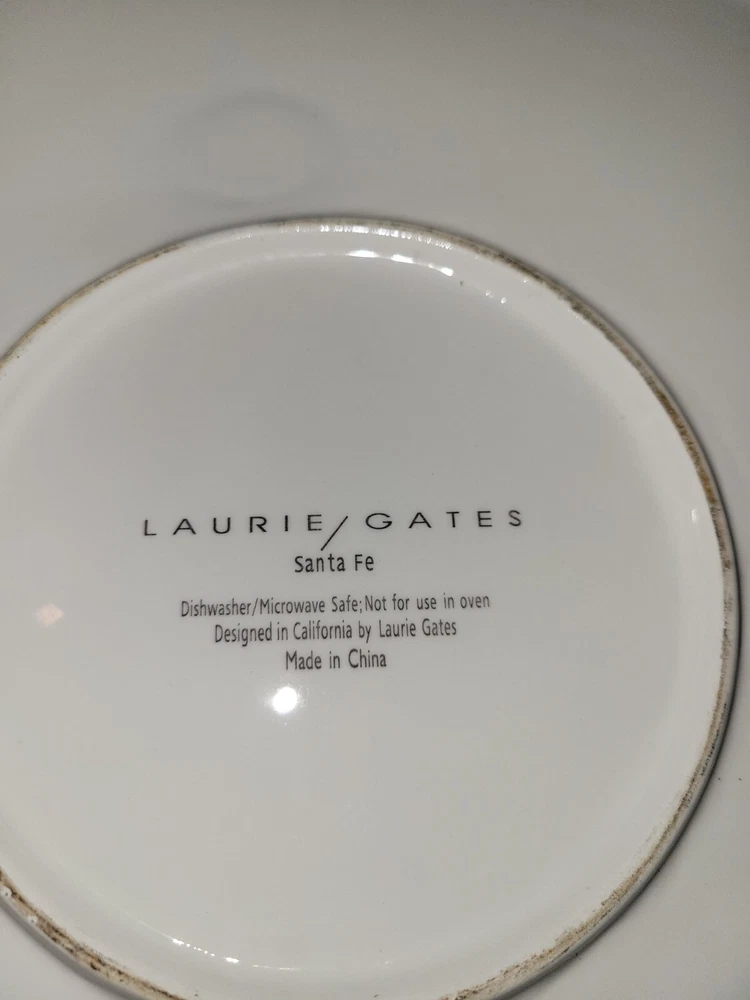 LAURIE/GATES
Santa Fe
Dishwasher/Microwave Safe;Not for use in oven
Designed in California by Laurie Gates
Made in China